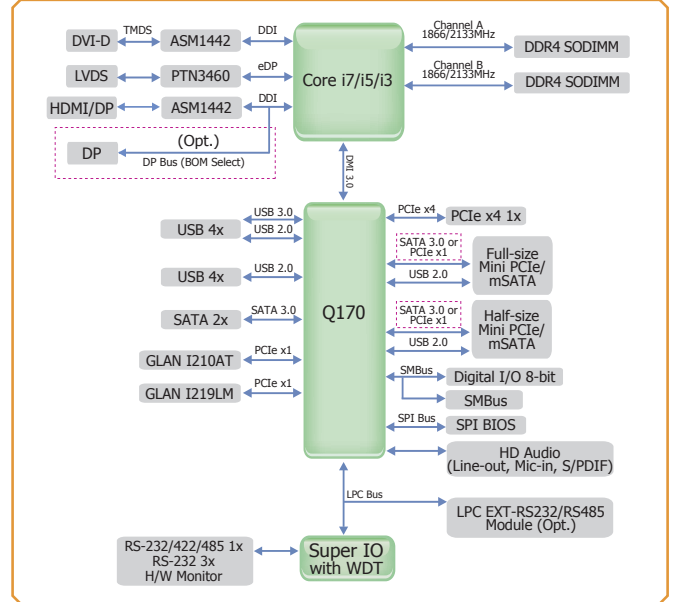 DVI-D
TMDS
ASM1442
DDI
LVDS
PTN3460
eDP
HDMI/DP
ASM1442
DDI
(Opt.)
DP
DP Bus (BOM Select)
Core i7/i5/i3
Channel A
1866/2133MHz
DDR4 SODIMM
Channel B
1866/2133MHz
DDR4 SODIMM
DMI 3.0
USB 4x
USB 3.0
USB 2.0
USB 4x
USB 2.0
SATA 2x
SATA 3.0
GLAN I210AT
PCIe x1
GLAN I219LM
PCIe x1
Q170
PCIe x4
PCIe x4 1x
SATA 3.0 or
PCIe x1
USB 2.0
Full-size
Mini PCIe/
mSATA
SATA 3.0 or
PCIe x1
USB 2.0
Half-size
Mini PCIe/
mSATA
SMBus
Digital I/O 8-bit
SMBus
SPI Bus
SPI BIOS
HD Audio
(Line-out, Mic-in, S/PDIF)
LPC Bus
LPC EXT-RS232/RS485
Module (Opt.)
RS-232/422/485 1x
RS-232 3x
H/W Monitor
Super IO
with WDT